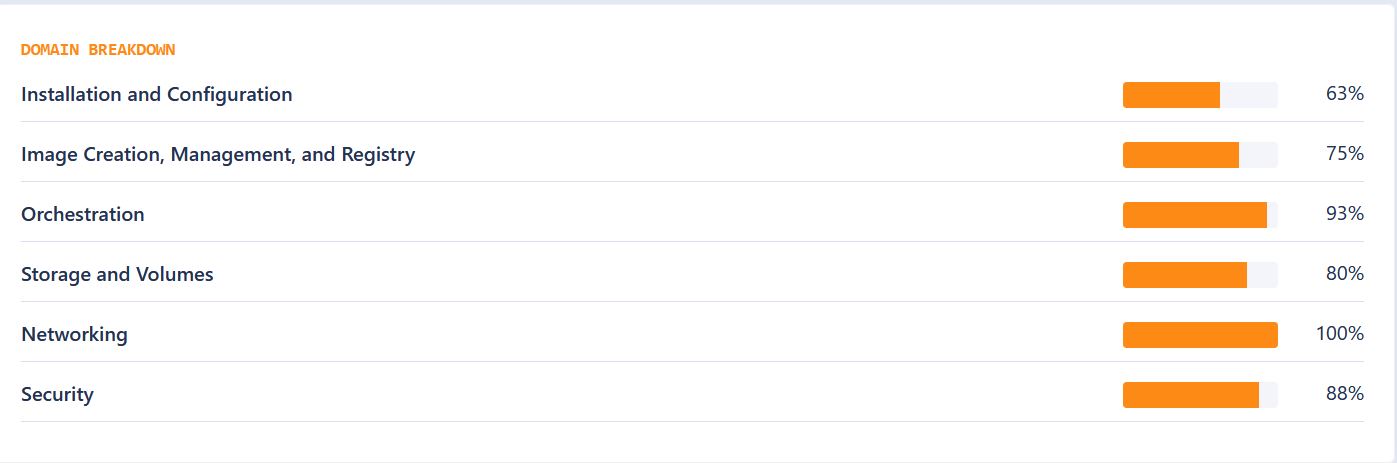 DOMAIN BREAKDOWN
Installation and Configuration 63%
Image Creation, Management, and Registry 75%
Orchestration 93%
Storage and Volumes 80%
Networking 100%
Security 88%